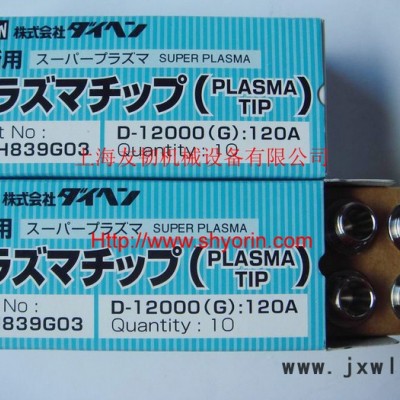 株式会社ダイヘン
用
スーパープラズマ SUPER PLASMA
ラズマチップ(PLASMA TIP)
No:
H839G03
D-12000(G):120A
Quantity: 10
上海友朝机械设备有限公司
株式会社ダイヘン
用
スーパープラズマ SUPER PLASMA
http://www.shyorin.com
ラズマチップ(PLASMA TIP)
No:
H839G03
D-12000(G):120A
Quantity: 10
www.jxwl